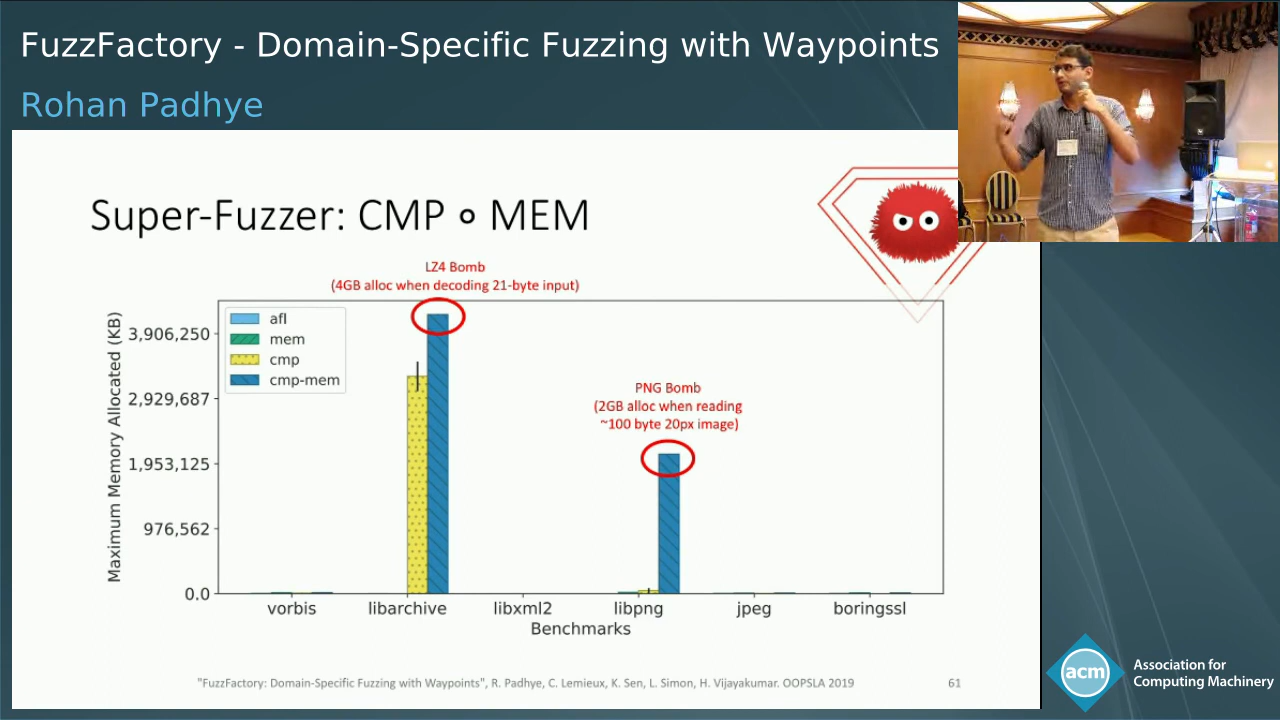 FuzzFactory - Domain-Specific Fuzzing with Waypoints
Rohan Padhye
Super-Fuzzer: CMP ∘ MEM
LZ4 Bomb
(4GB alloc when decoding 21-byte input)
afl
mem
cmp
cmp-mem
PNG Bomb
(2GB alloc when reading
~100 byte 20px image)
Maximum Memory Allocated (KB)
3,906,250
2,929,687
1,953,125
976,562
0.0
vorbis libarchive libxml2 libpng jpeg boringssl
Benchmarks
"FuzzFactory: Domain-Specific Fuzzing with Waypoints", R. Padhye, C. Lemieux, K. Sen, L. Simon, H. Vijayakumar. OOPSLA 2019
61
acm
Association for
Computing Machinery